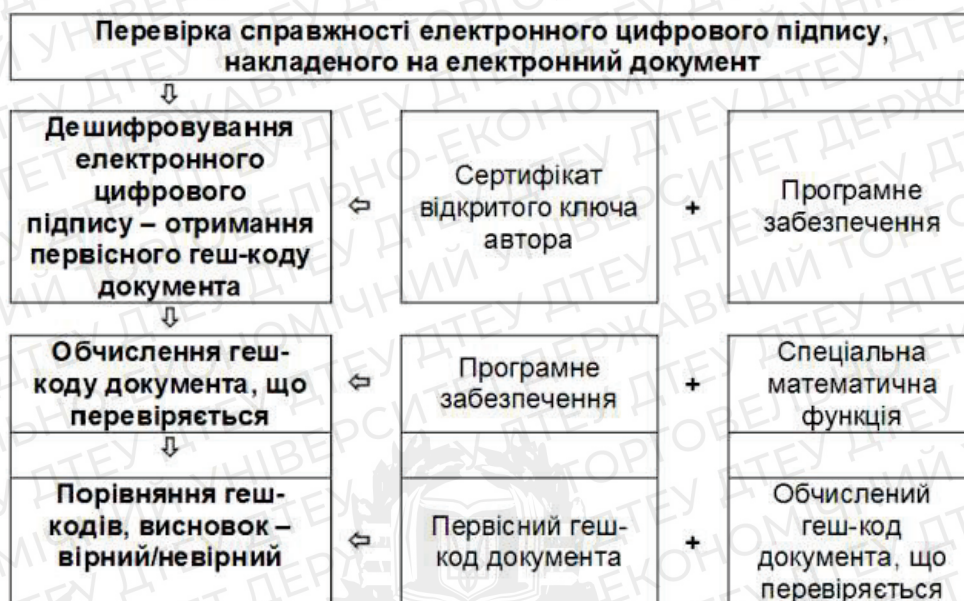 Перевірка справжності електронного цифрового підпису,
накладеного на електронний документ
⇩
Дешифровування
електронного
цифрового
підпису – отримання
первісного геш-коду
документа
⇦
Сертифікат
відкритого ключа
автора
+
Програмне
забезпечення
⇩
Обчислення геш-
коду документа, що
перевіряється
⇦
Програмне
забезпечення
+
Спеціальна
математична
функція
⇩
Порівняння геш-
кодів, висновок –
вірний/невірний
⇦
Первісний геш-
код документа
+
Обчислений
геш-код
документа, що
перевіряється